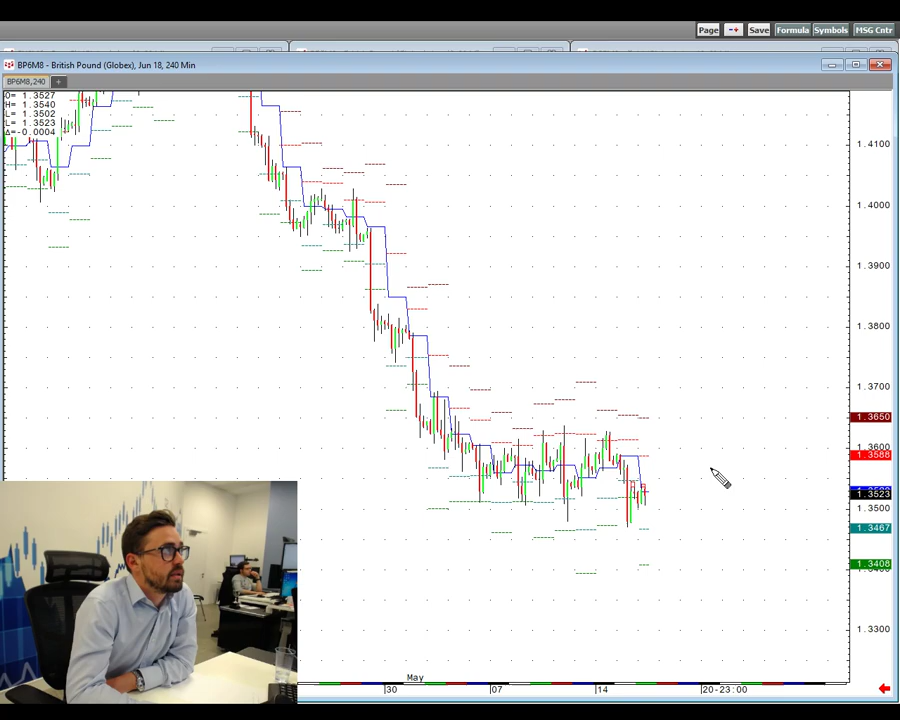 Page -+ Save Formula Symbols MSG Cntr
BP6M8 - British Pound (Globex), Jun 18, 240 Min
BP6M8,240 +
O= 1.3527
H= 1.3540
L= 1.3502
L= 1.3523
Δ=-0.0004
1.4100
1.4000
1.3900
1.3800
1.3700
1.3650
1.3600
1.3588
1.3523
1.3500
1.3467
1.3408
1.3300
May
30 07 14 20-23:00